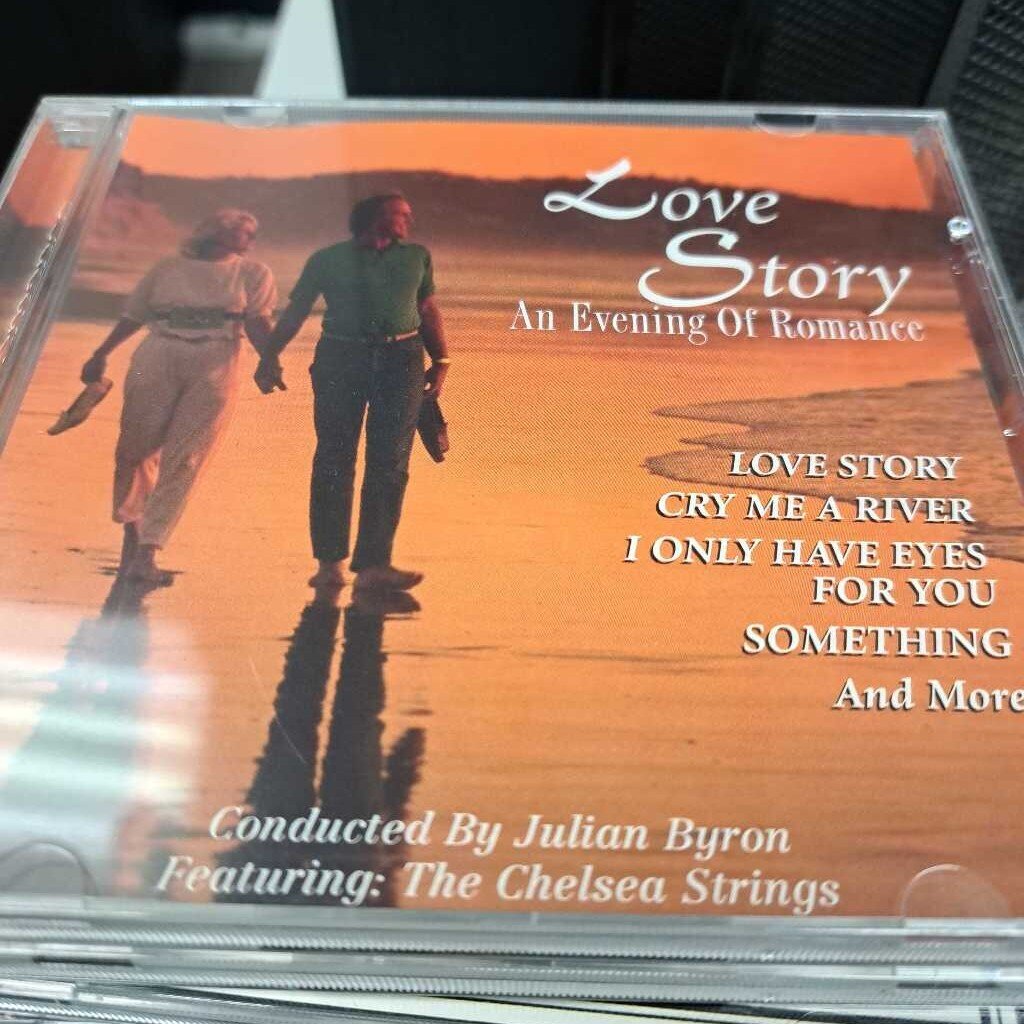 Love
Story
An Evening Of Romance
LOVE STORY
CRY ME A RIVER
I ONLY HAVE EYES
FOR YOU
SOMETHING
And More
Conducted By Julian Byron
Featuring: The Chelsea Strings